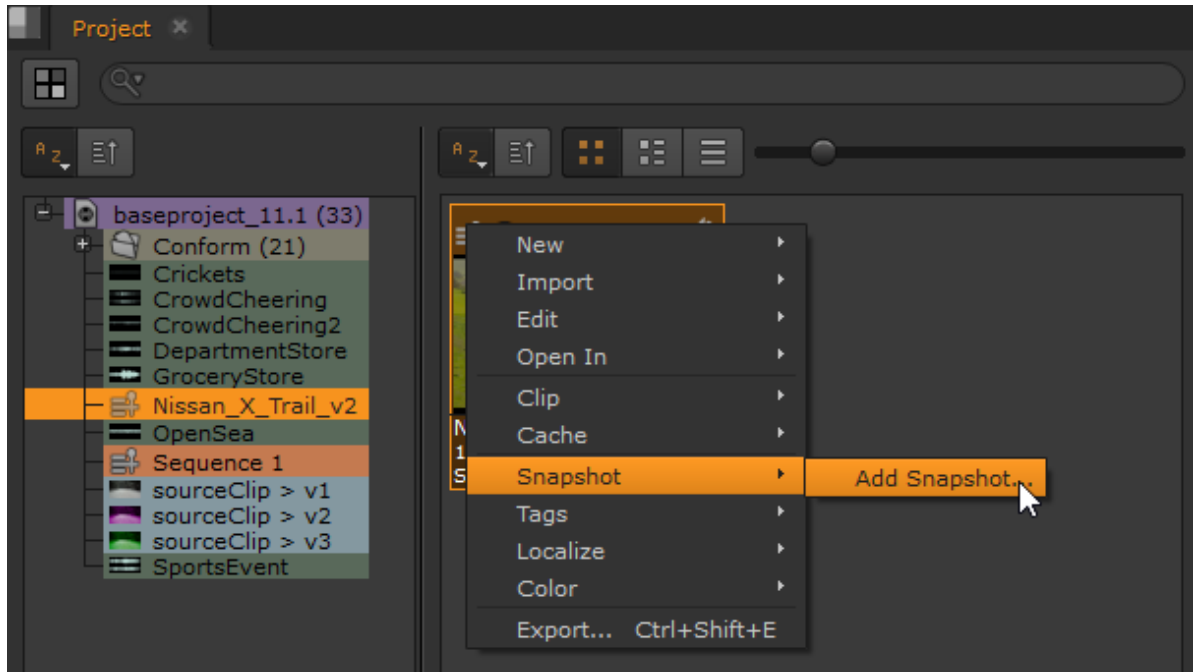 Project
A Z
A Z
baseproject_11.1 (33)
Conform (21)
Crickets
CrowdCheering
CrowdCheering2
DepartmentStore
GroceryStore
Nissan_X_Trail_v2
OpenSea
Sequence 1
sourceClip > v1
sourceClip > v2
sourceClip > v3
SportsEvent
N
1
S
New
Import
Edit
Open In
Clip
Cache
Snapshot
Add Snapshot...
Tags
Localize
Color
Export... Ctrl+Shift+E